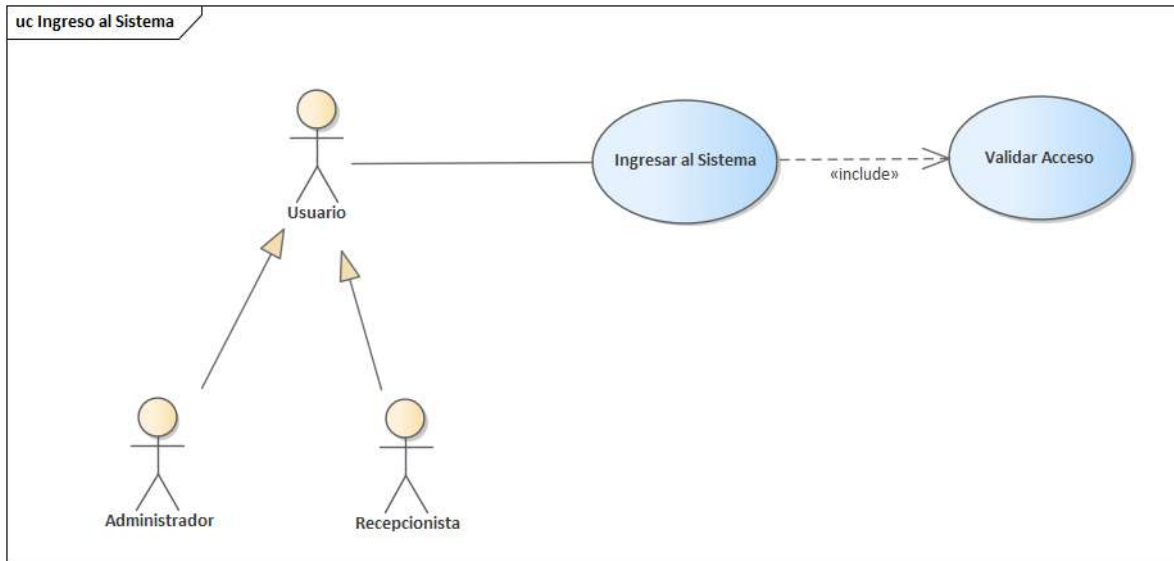 uc Ingreso al Sistema
Usuario
Ingresar al Sistema
«include»
Validar Acceso
Administrador
Recepcionista